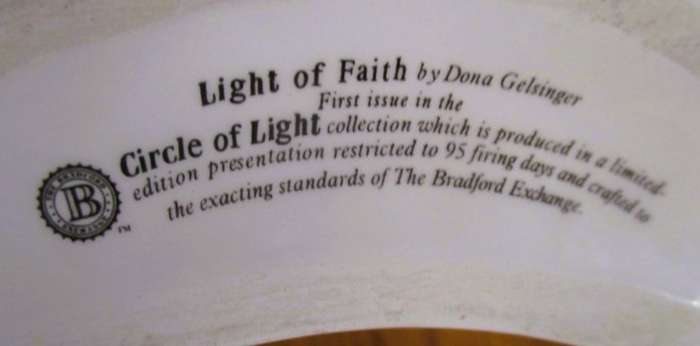 Light of Faith by Dona Gelsinger
First issue in the
Circle of Light collection which is produced in a limited-
edition presentation restricted to 95 firing days and crafted to
the exacting standards of The Bradford Exchange.
B
TM